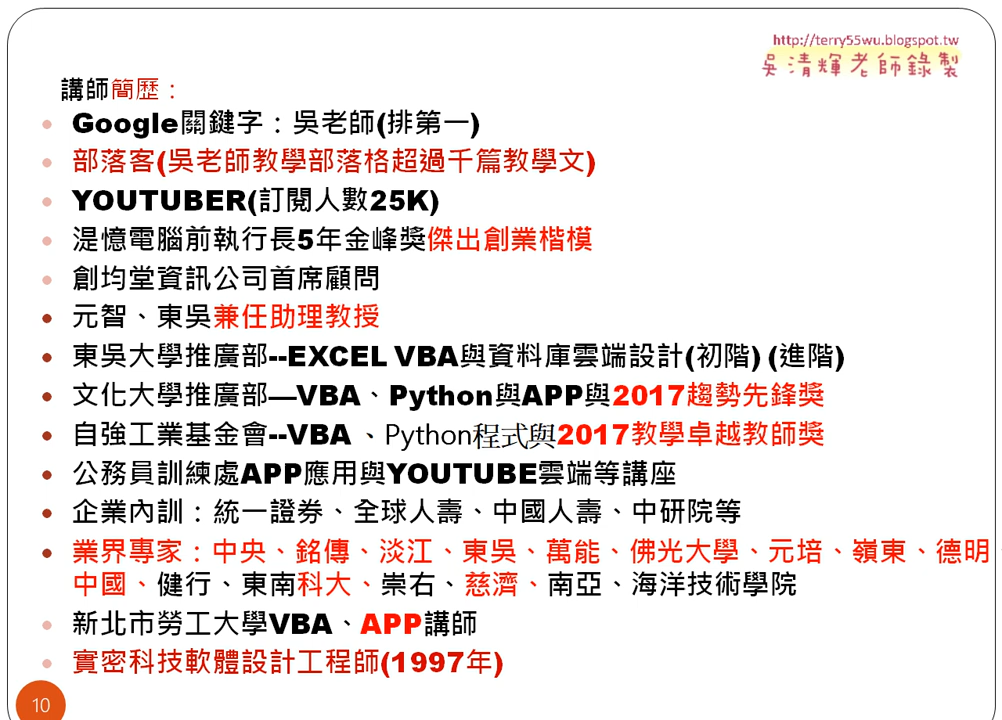 http://terry55wu.blogspot.tw
吳清輝老師錄製
講師簡歷：
Google關鍵字：吳老師(排第一)
部落客(吳老師教學部落格超過千篇教學文)
YOUTUBER(訂閱人數25K)
湜憶電腦前執行長5年金峰獎傑出創業楷模
創均堂資訊公司首席顧問
元智、東吳兼任助理教授
東吳大學推廣部--EXCEL VBA與資料庫雲端設計(初階) (進階)
文化大學推廣部—VBA、Python與APP與2017趨勢先鋒獎
自強工業基金會--VBA 、Python程式與2017教學卓越教師獎
公務員訓練處APP應用與YOUTUBE雲端等講座
企業內訓：統一證券、全球人壽、中國人壽、中研院等
業界專家：中央、銘傳、淡江、東吳、萬能、佛光大學、元培、嶺東、德明
中國、健行、東南科大、崇右、慈濟、南亞、海洋技術學院
新北市勞工大學VBA、APP講師
實密科技軟體設計工程師(1997年)
10